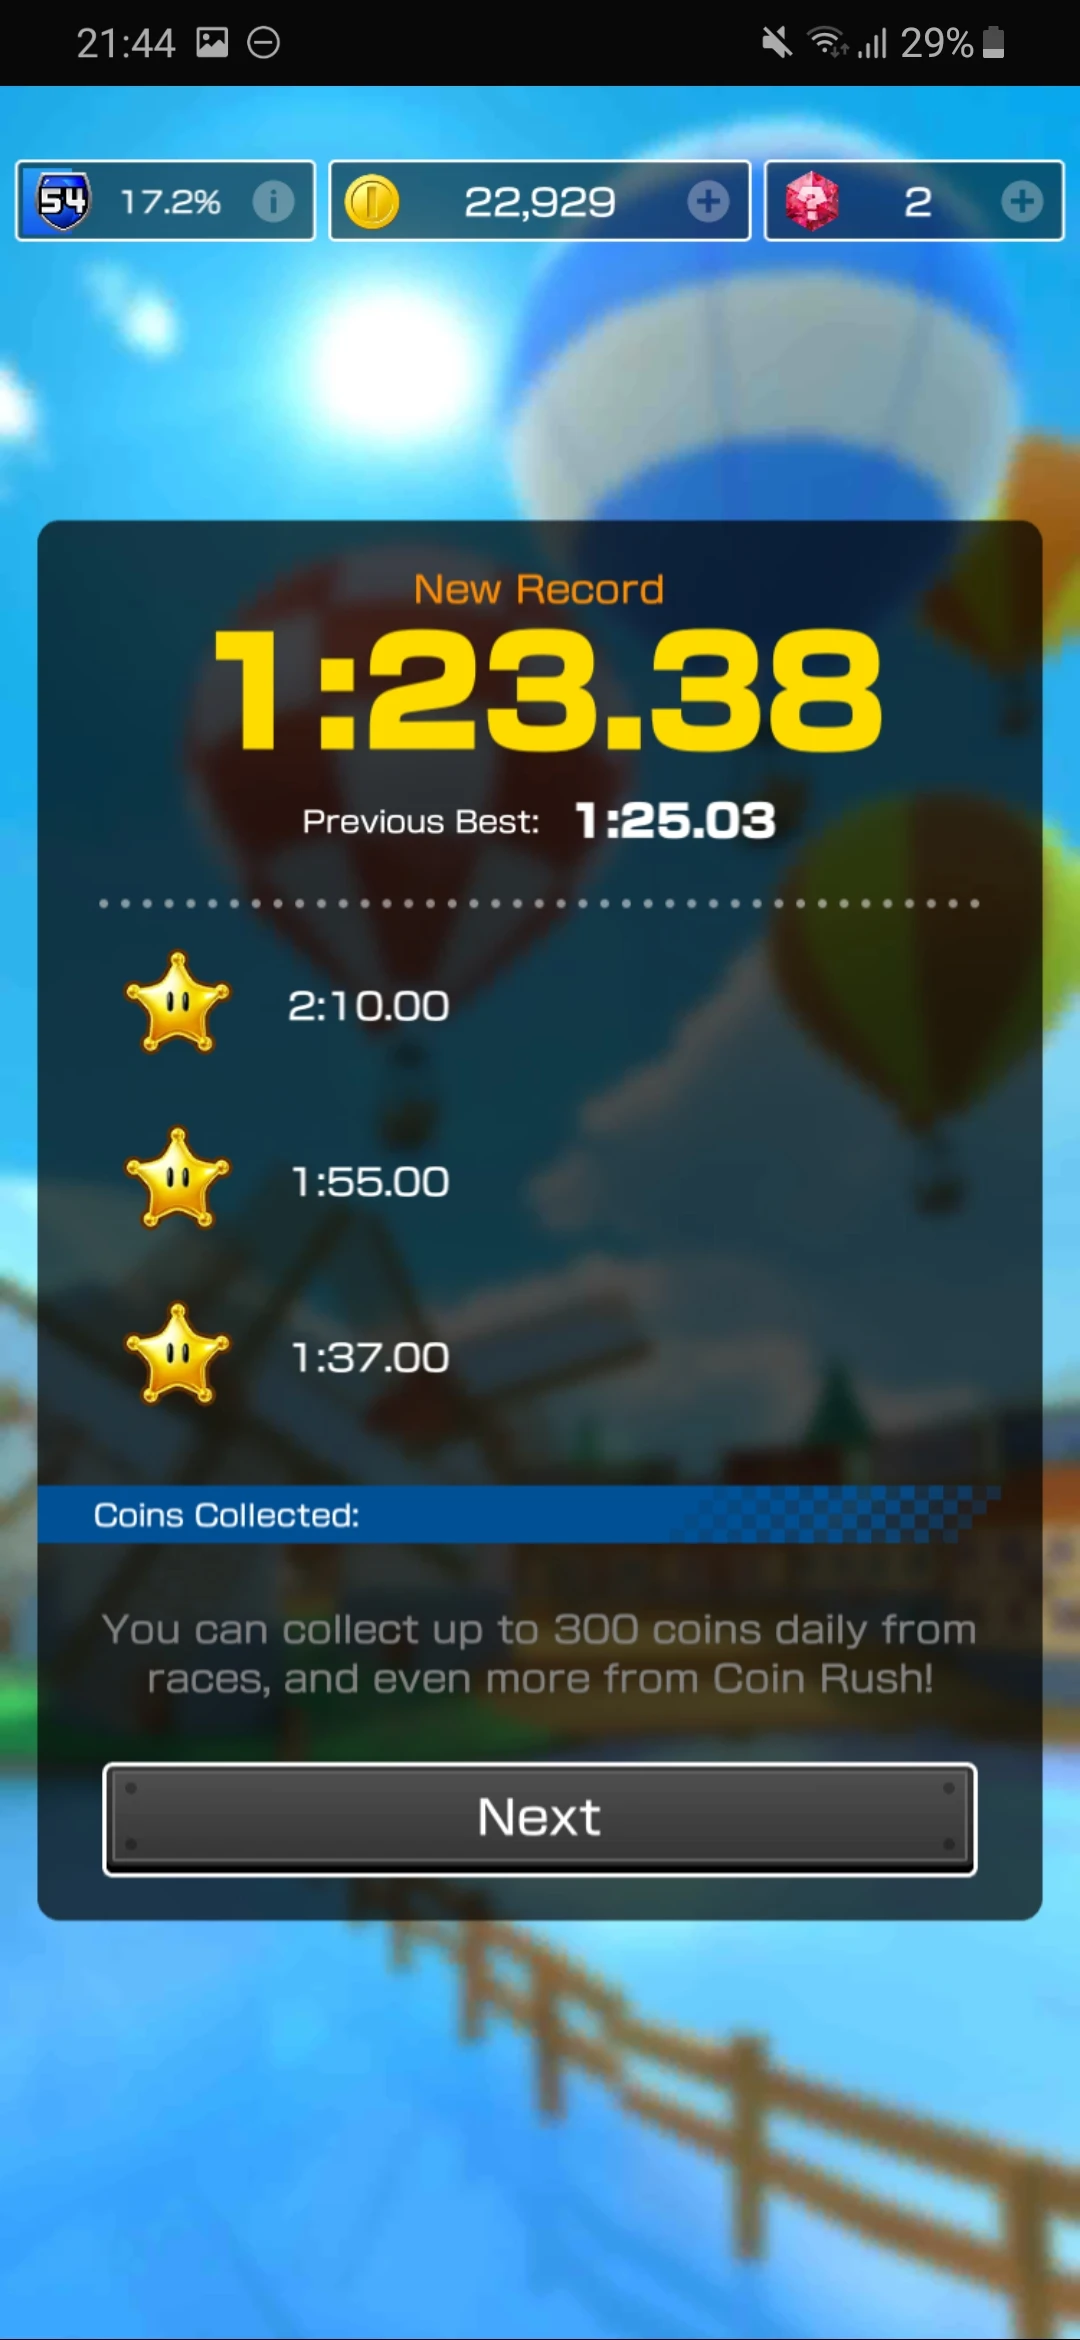 21:44 29%
54 17.2% 22,929 2
New Record
1:23.38
Previous Best: 1:25.03
2:10.00
1:55.00
1:37.00
Coins Collected:
You can collect up to 300 coins daily from
races, and even more from Coin Rush!
Next